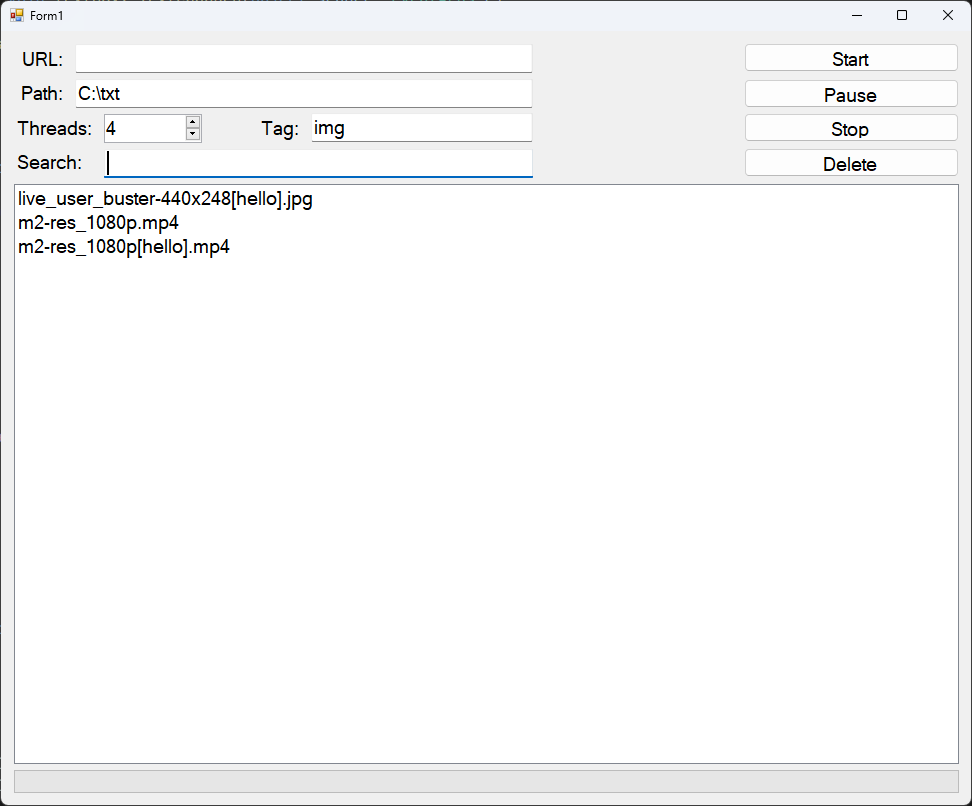 Form1
URL: Start
Path: C:\txt Pause
Threads: 4 Tag: img Stop
Search: Delete
live_user_buster-440x248[hello].jpg
m2-res_1080p.mp4
m2-res_1080p[hello].mp4